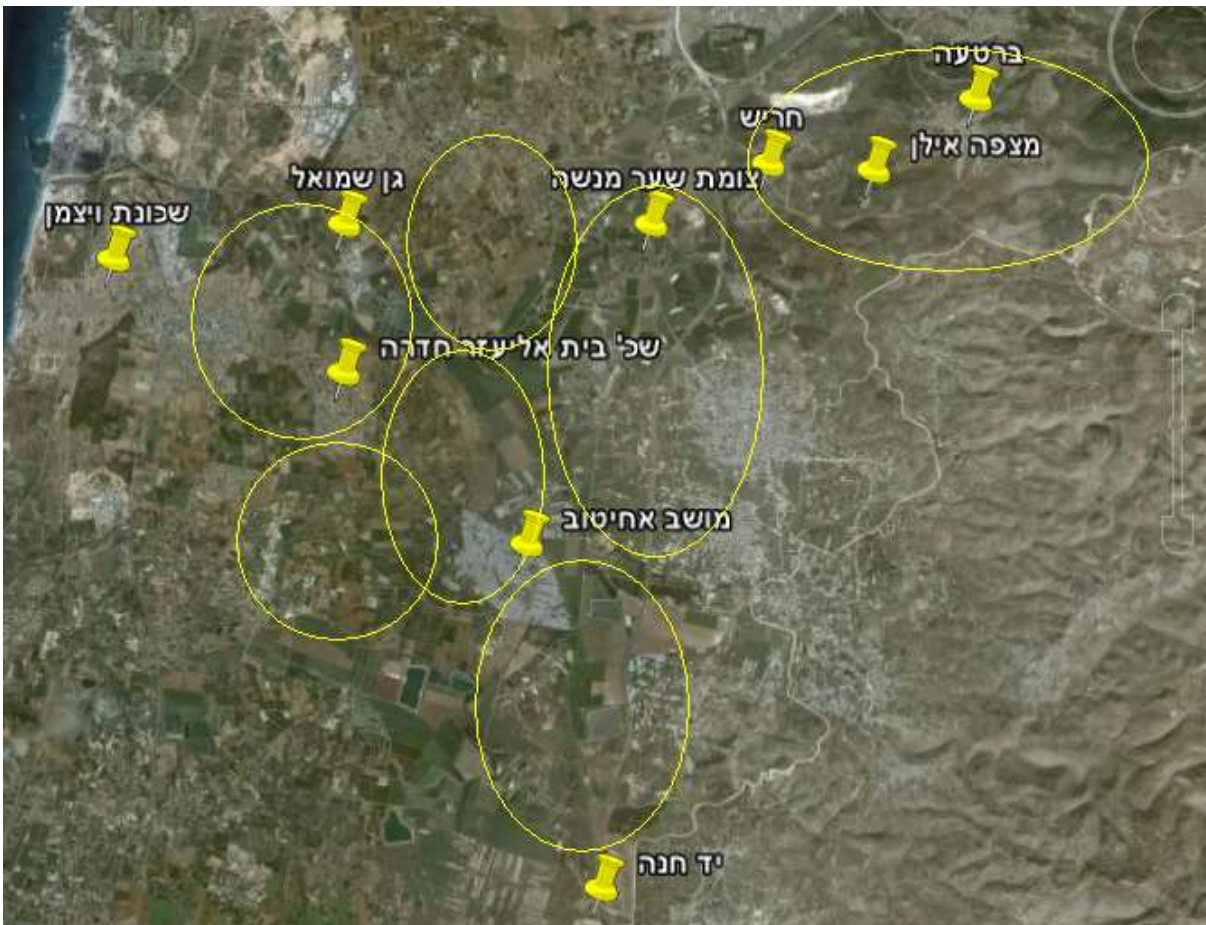 ברטעה
חריש
מצפה אילן
גן שמואל
צומת שער מנשה
שכונת ויצמן
שכ' בית אליעזר חדרה
מושב אחיטוב
יד חנה